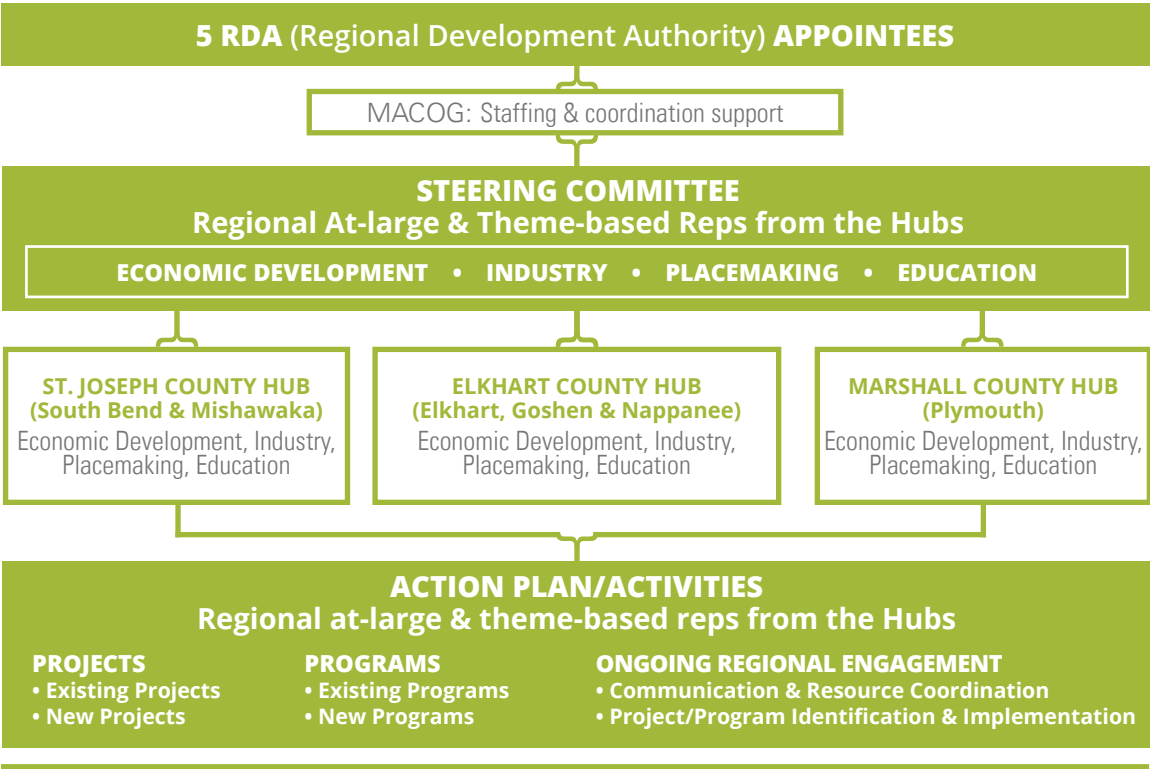 5 RDA (Regional Development Authority) APPOINTEES
MACOG: Staffing & coordination support
STEERING COMMITTEE
Regional At-large & Theme-based Reps from the Hubs
ECONOMIC DEVELOPMENT • INDUSTRY • PLACEMAKING • EDUCATION
ST. JOSEPH COUNTY HUB
(South Bend & Mishawaka)
Economic Development, Industry,
Placemaking, Education
ELKHART COUNTY HUB
(Elkhart, Goshen & Nappanee)
Economic Development, Industry,
Placemaking, Education
MARSHALL COUNTY HUB
(Plymouth)
Economic Development, Industry,
Placemaking, Education
ACTION PLAN/ACTIVITIES
Regional at-large & theme-based reps from the Hubs
PROJECTS
• Existing Projects
• New Projects
PROGRAMS
• Existing Programs
• New Programs
ONGOING REGIONAL ENGAGEMENT
• Communication & Resource Coordination
• Project/Program Identification & Implementation